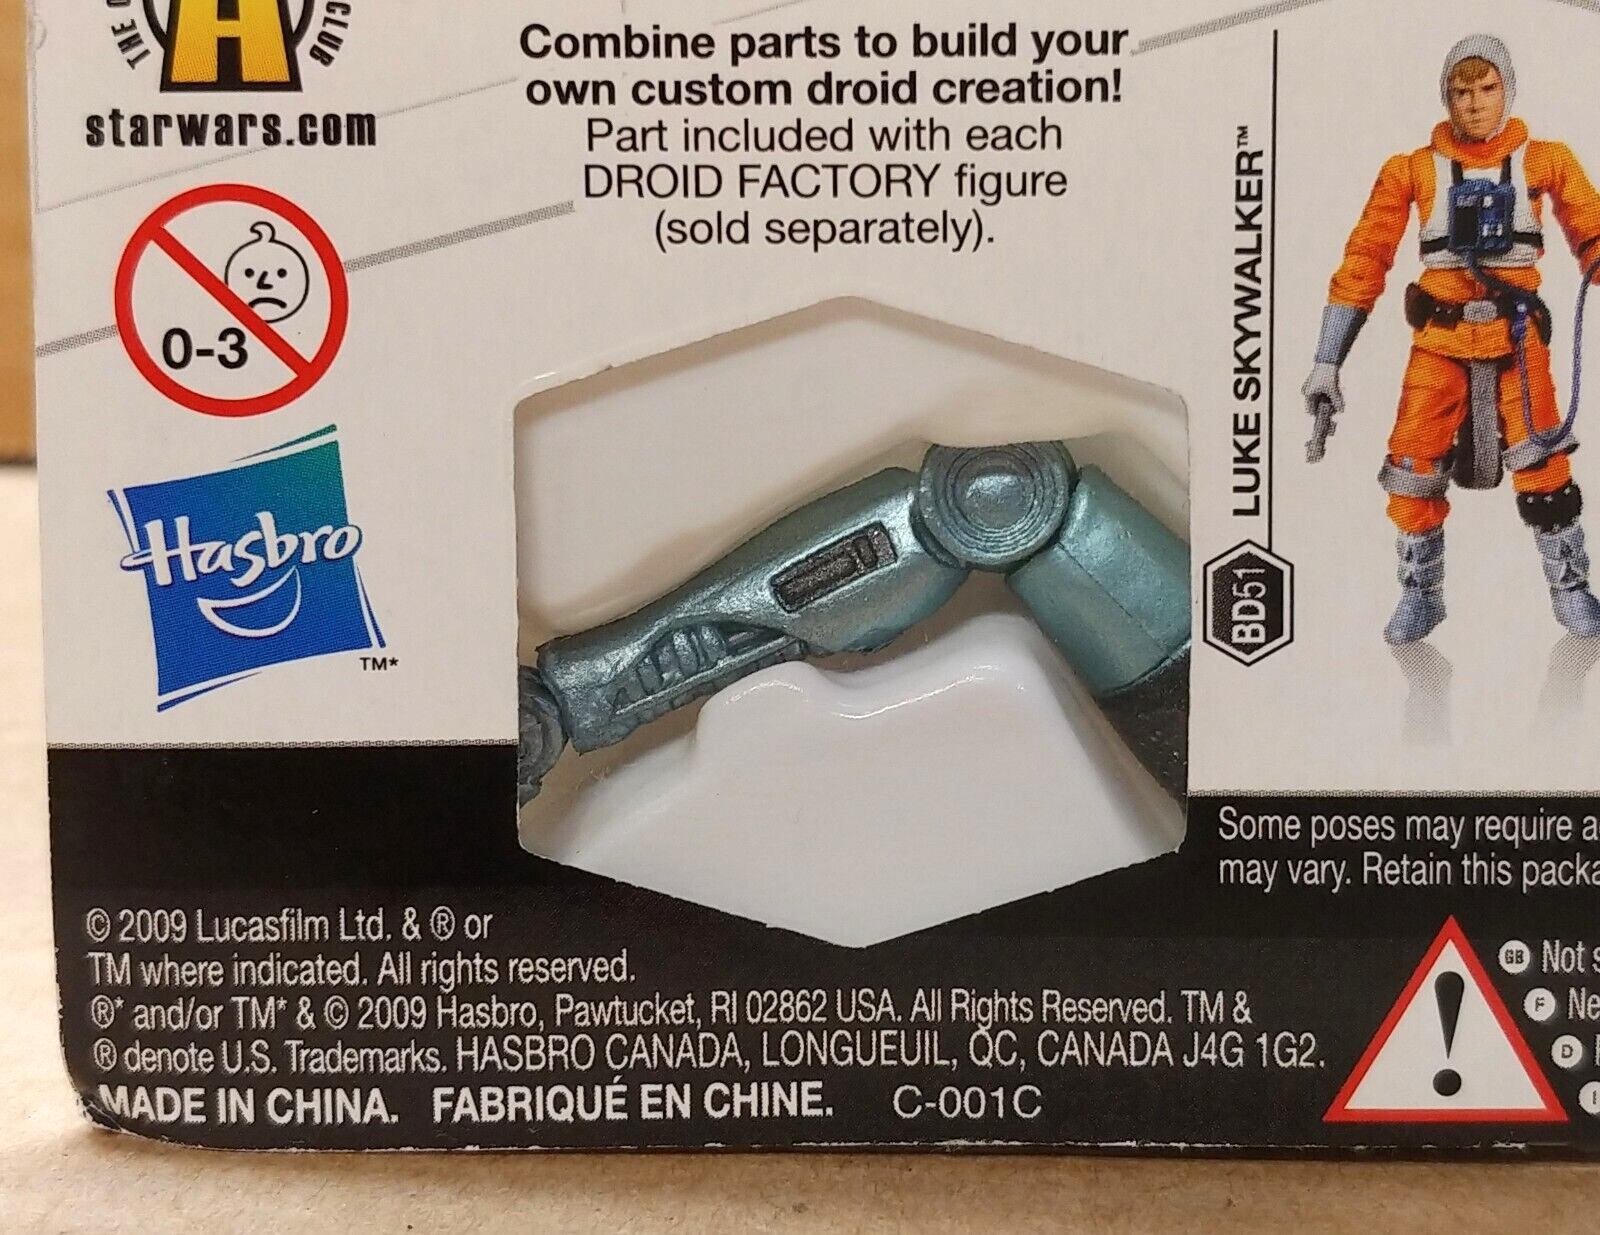 THE
CLUB
starwars.com
Combine parts to build your
own custom droid creation!
Part included with each
DROID FACTORY figure
(sold separately).
0-3
Hasbro
TM*
LUKE SKYWALKER™
BD51
Some poses may require
may vary. Retain this
© 2009 Lucasfilm Ltd. & ® or
TM where indicated. All rights reserved.
®* and/or TM* & © 2009 Hasbro, Pawtucket, RI 02862 USA. All Rights Reserved. TM &
® denote U.S. Trademarks. HASBRO CANADA, LONGUEUIL, QC, CANADA J4G 1G2.
MADE IN CHINA. FABRIQUÉ EN CHINE. C-001C
GB Not
F
D
I